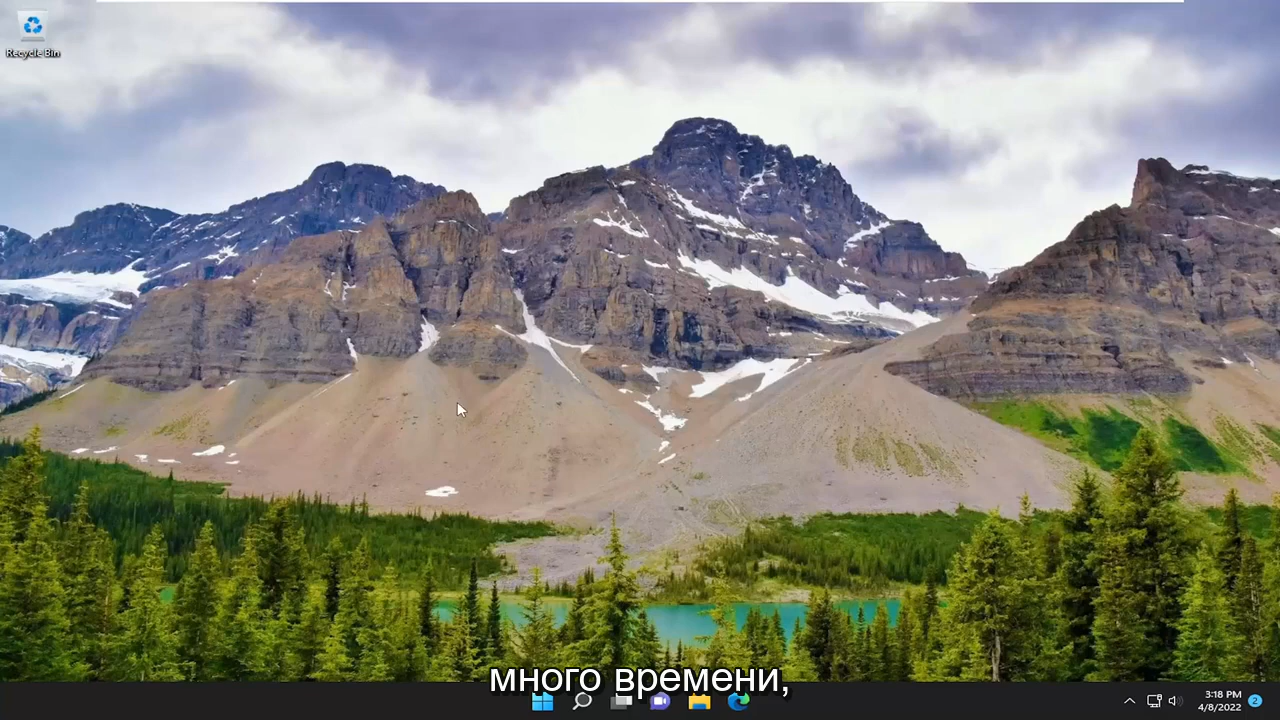 Recycle Bin
много времени,
3:18 PM
4/8/2022
2